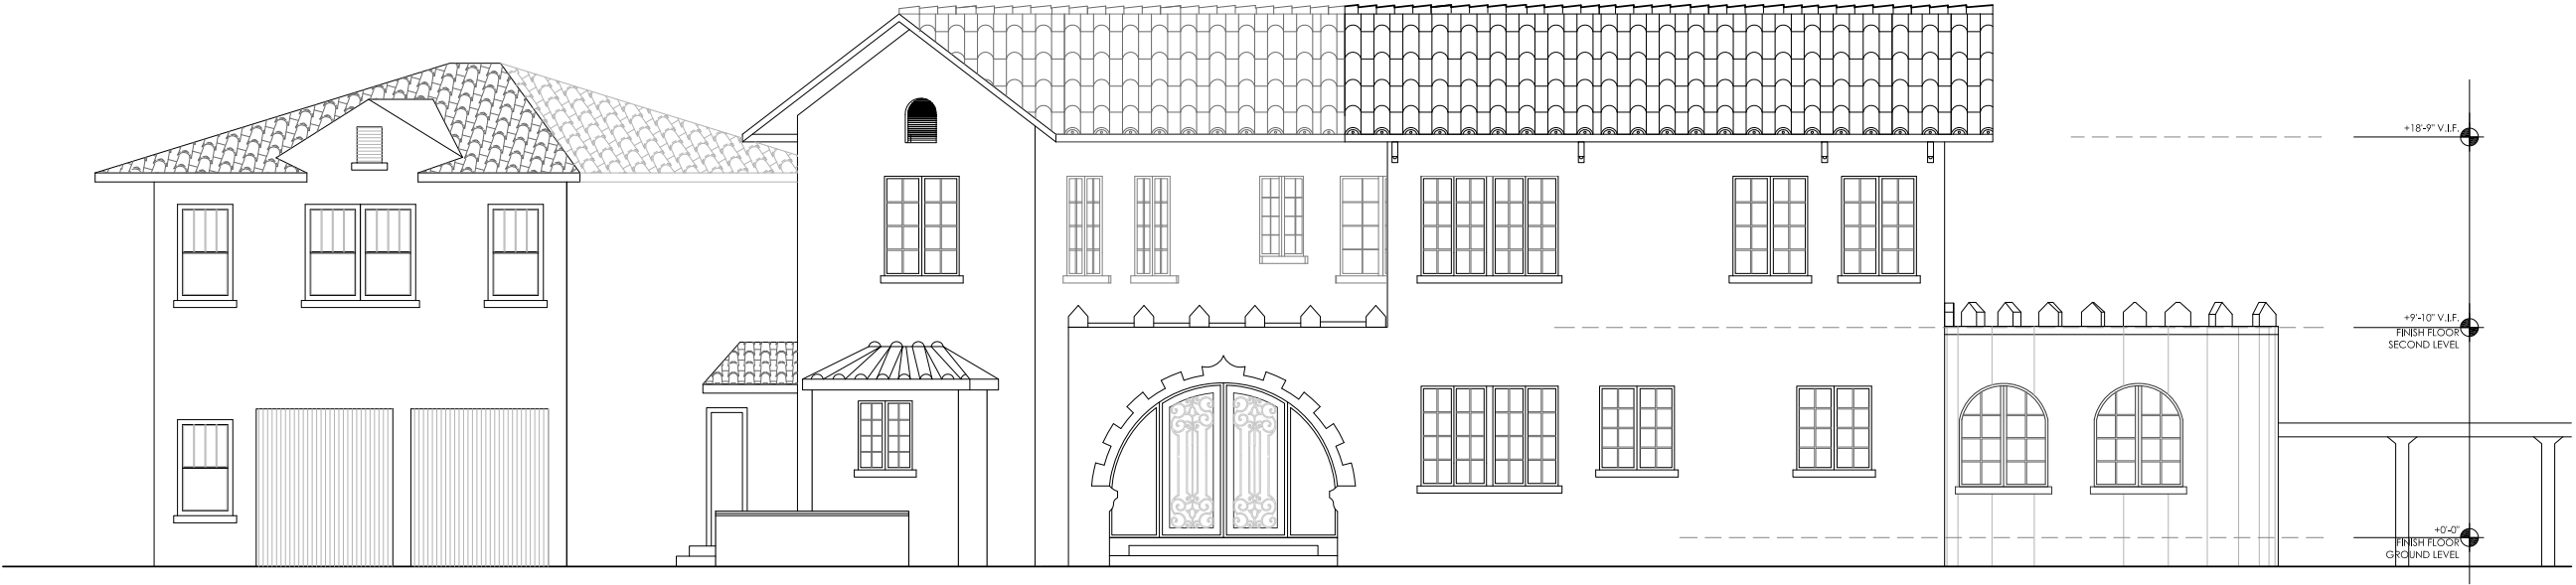 +18'-9" V.I.F.
+9'-10" V.I.F.
FINISH FLOOR
SECOND LEVEL
+0'-0"
FINISH FLOOR
GROUND LEVEL